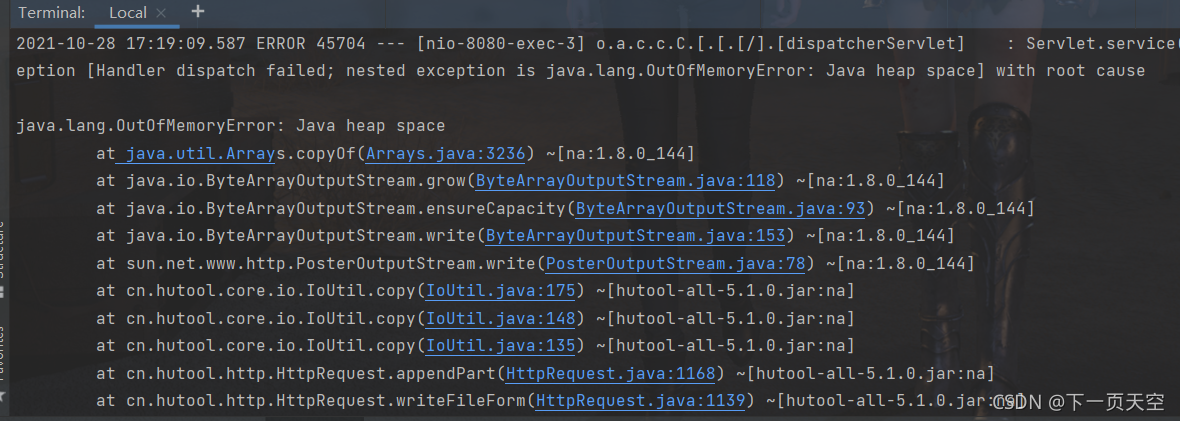 Terminal: Local × +
2021-10-28 17:19:09.587 ERROR 45704 --- [nio-8080-exec-3] o.a.c.c.C.[.[.[/].[dispatcherServlet] : Servlet.service(
eption [Handler dispatch failed; nested exception is java.lang.OutOfMemoryError: Java heap space] with root cause
java.lang.OutOfMemoryError: Java heap space
at java.util.Arrays.copyOf(Arrays.java:3236) ~[na:1.8.0_144]
at java.io.ByteArrayOutputStream.grow(ByteArrayOutputStream.java:118) ~[na:1.8.0_144]
at java.io.ByteArrayOutputStream.ensureCapacity(ByteArrayOutputStream.java:93) ~[na:1.8.0_144]
at java.io.ByteArrayOutputStream.write(ByteArrayOutputStream.java:153) ~[na:1.8.0_144]
at sun.net.www.http.PosterOutputStream.write(PosterOutputStream.java:78) ~[na:1.8.0_144]
at cn.hutool.core.io.IoUtil.copy(IoUtil.java:175) ~[hutool-all-5.1.0.jar:na]
at cn.hutool.core.io.IoUtil.copy(IoUtil.java:148) ~[hutool-all-5.1.0.jar:na]
at cn.hutool.core.io.IoUtil.copy(IoUtil.java:135) ~[hutool-all-5.1.0.jar:na]
at cn.hutool.http.HttpRequest.appendPart(HttpRequest.java:1168) ~[hutool-all-5.1.0.jar:na]
at cn.hutool.http.HttpRequest.writeFileForm(HttpRequest.java:1139) ~[hutool-all-5.1.0.jar:na]
CSDN @下一页天空